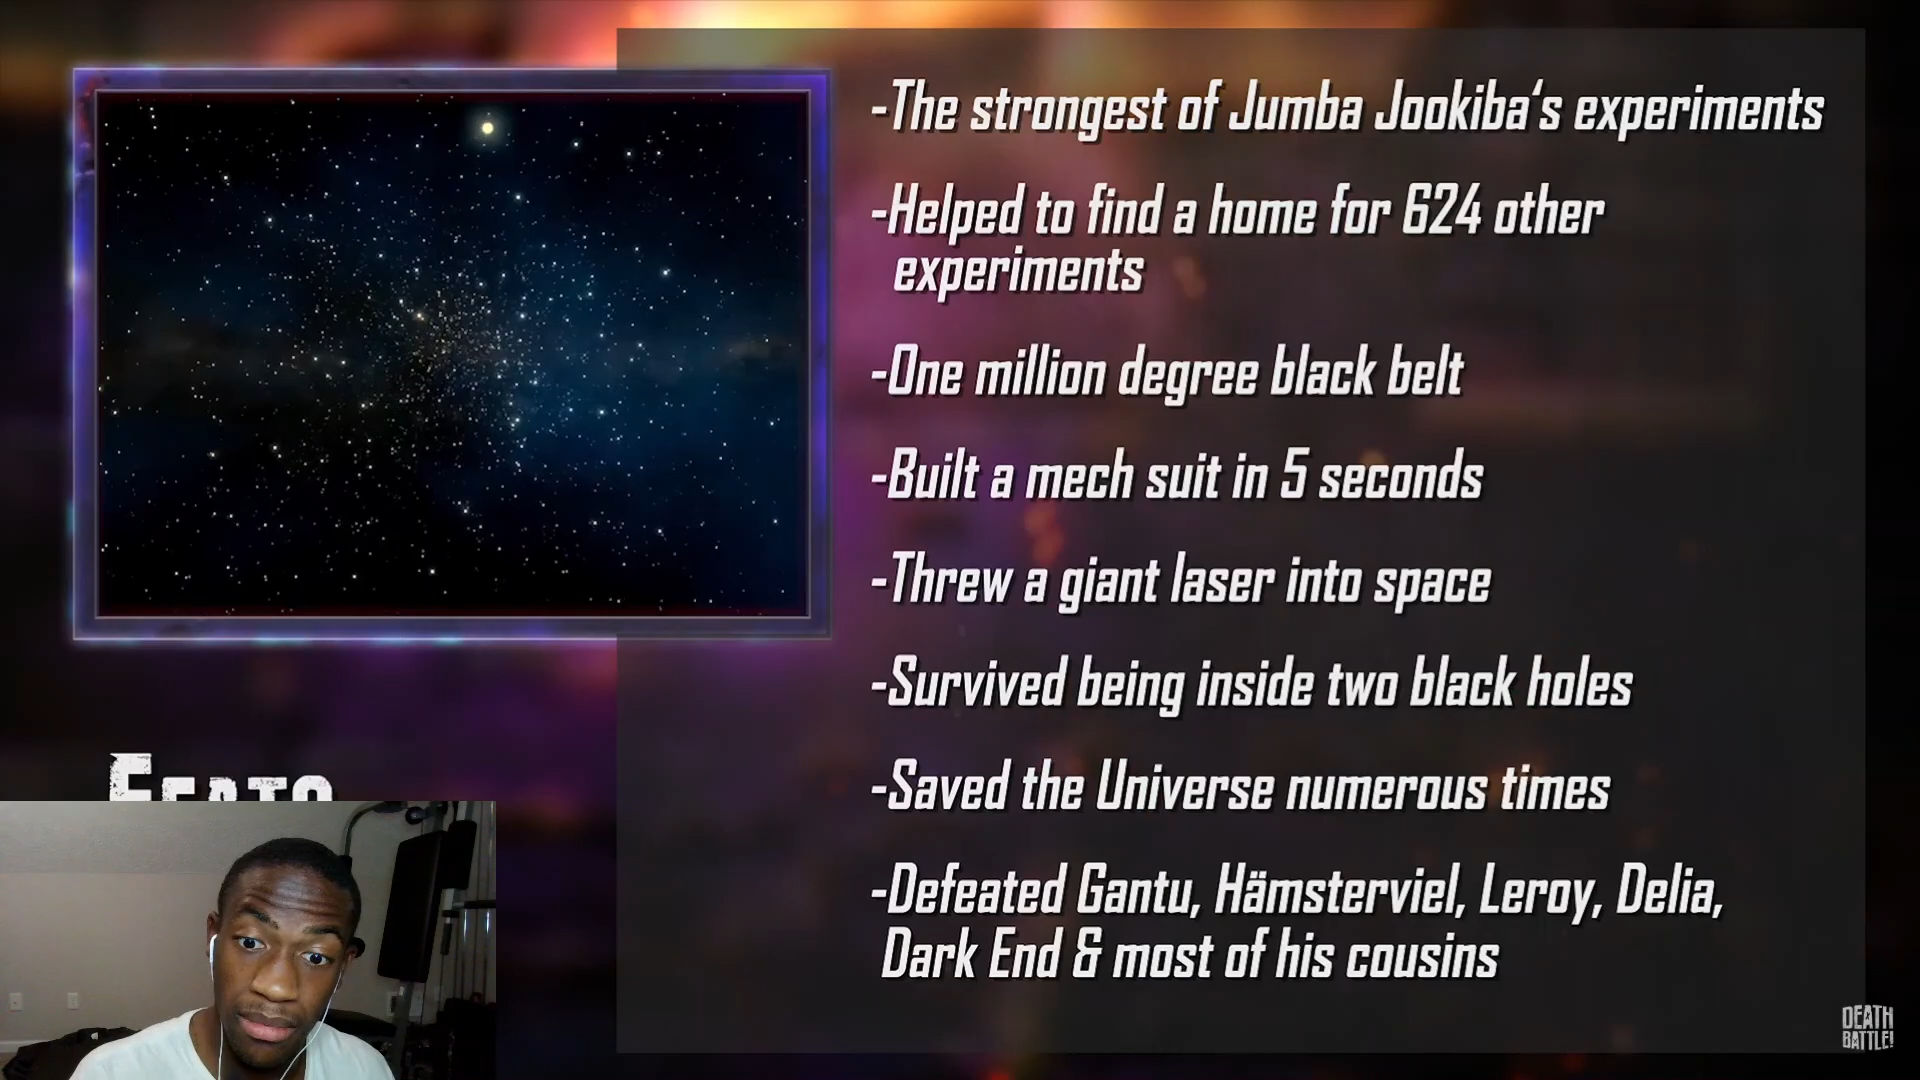 -The strongest of Jumba Jookiba's experiments
-Helped to find a home for 624 other
experiments
-One million degree black belt
-Built a mech suit in 5 seconds
-Threw a giant laser into space
-Survived being inside two black holes
-Saved the Universe numerous times
-Defeated Gantu, Hämsterviel, Leroy, Delia,
Dark End & most of his cousins
Feats
DEATH
BATTLE!